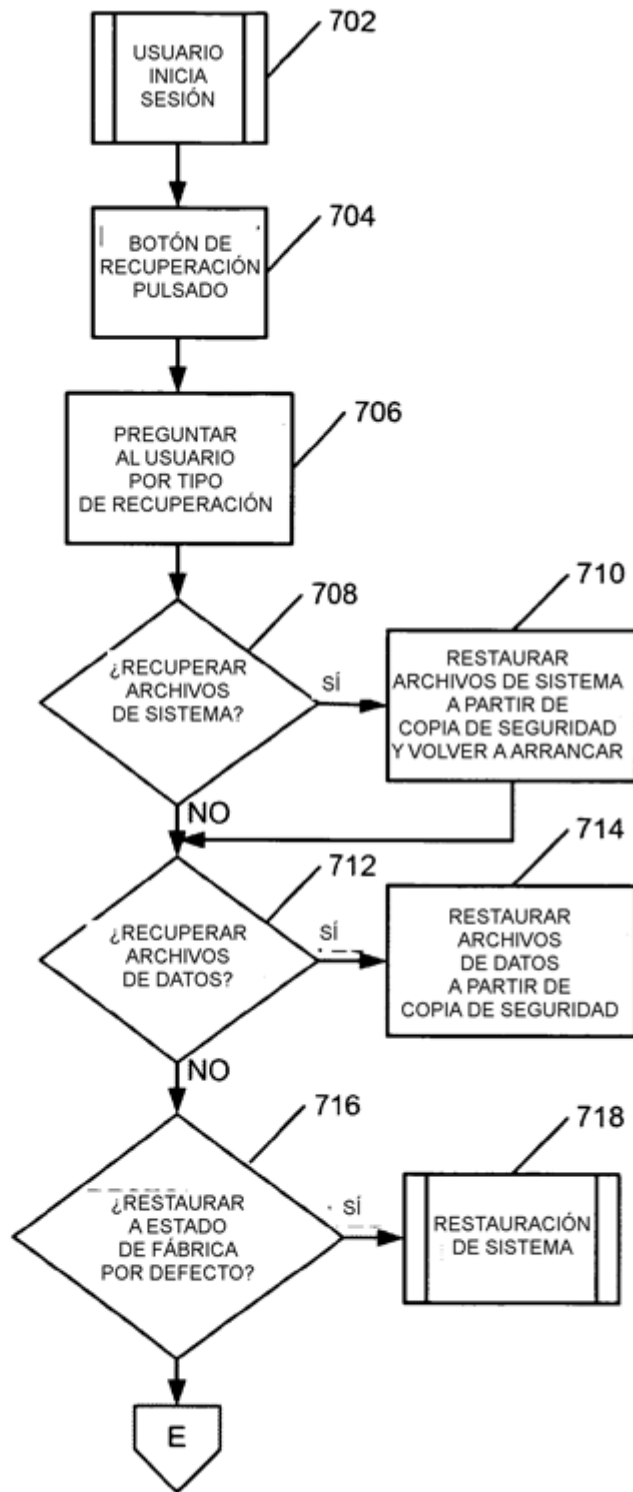 702
USUARIO
INICIA
SESIÓN
704
BOTÓN DE
RECUPERACIÓN
PULSADO
706
PREGUNTAR
AL USUARIO
POR TIPO
DE RECUPERACIÓN
708
¿RECUPERAR
ARCHIVOS
DE SISTEMA?
SÍ
710
RESTAURAR
ARCHIVOS DE SISTEMA
A PARTIR DE
COPIA DE SEGURIDAD
Y VOLVER A ARRANCAR
NO
712
¿RECUPERAR
ARCHIVOS
DE DATOS?
SÍ
714
RESTAURAR
ARCHIVOS
DE DATOS
A PARTIR DE
COPIA DE SEGURIDAD
NO
716
¿RESTAURAR
A ESTADO
DE FÁBRICA
POR DEFECTO?
SÍ
718
RESTAURACIÓN
DE SISTEMA
E